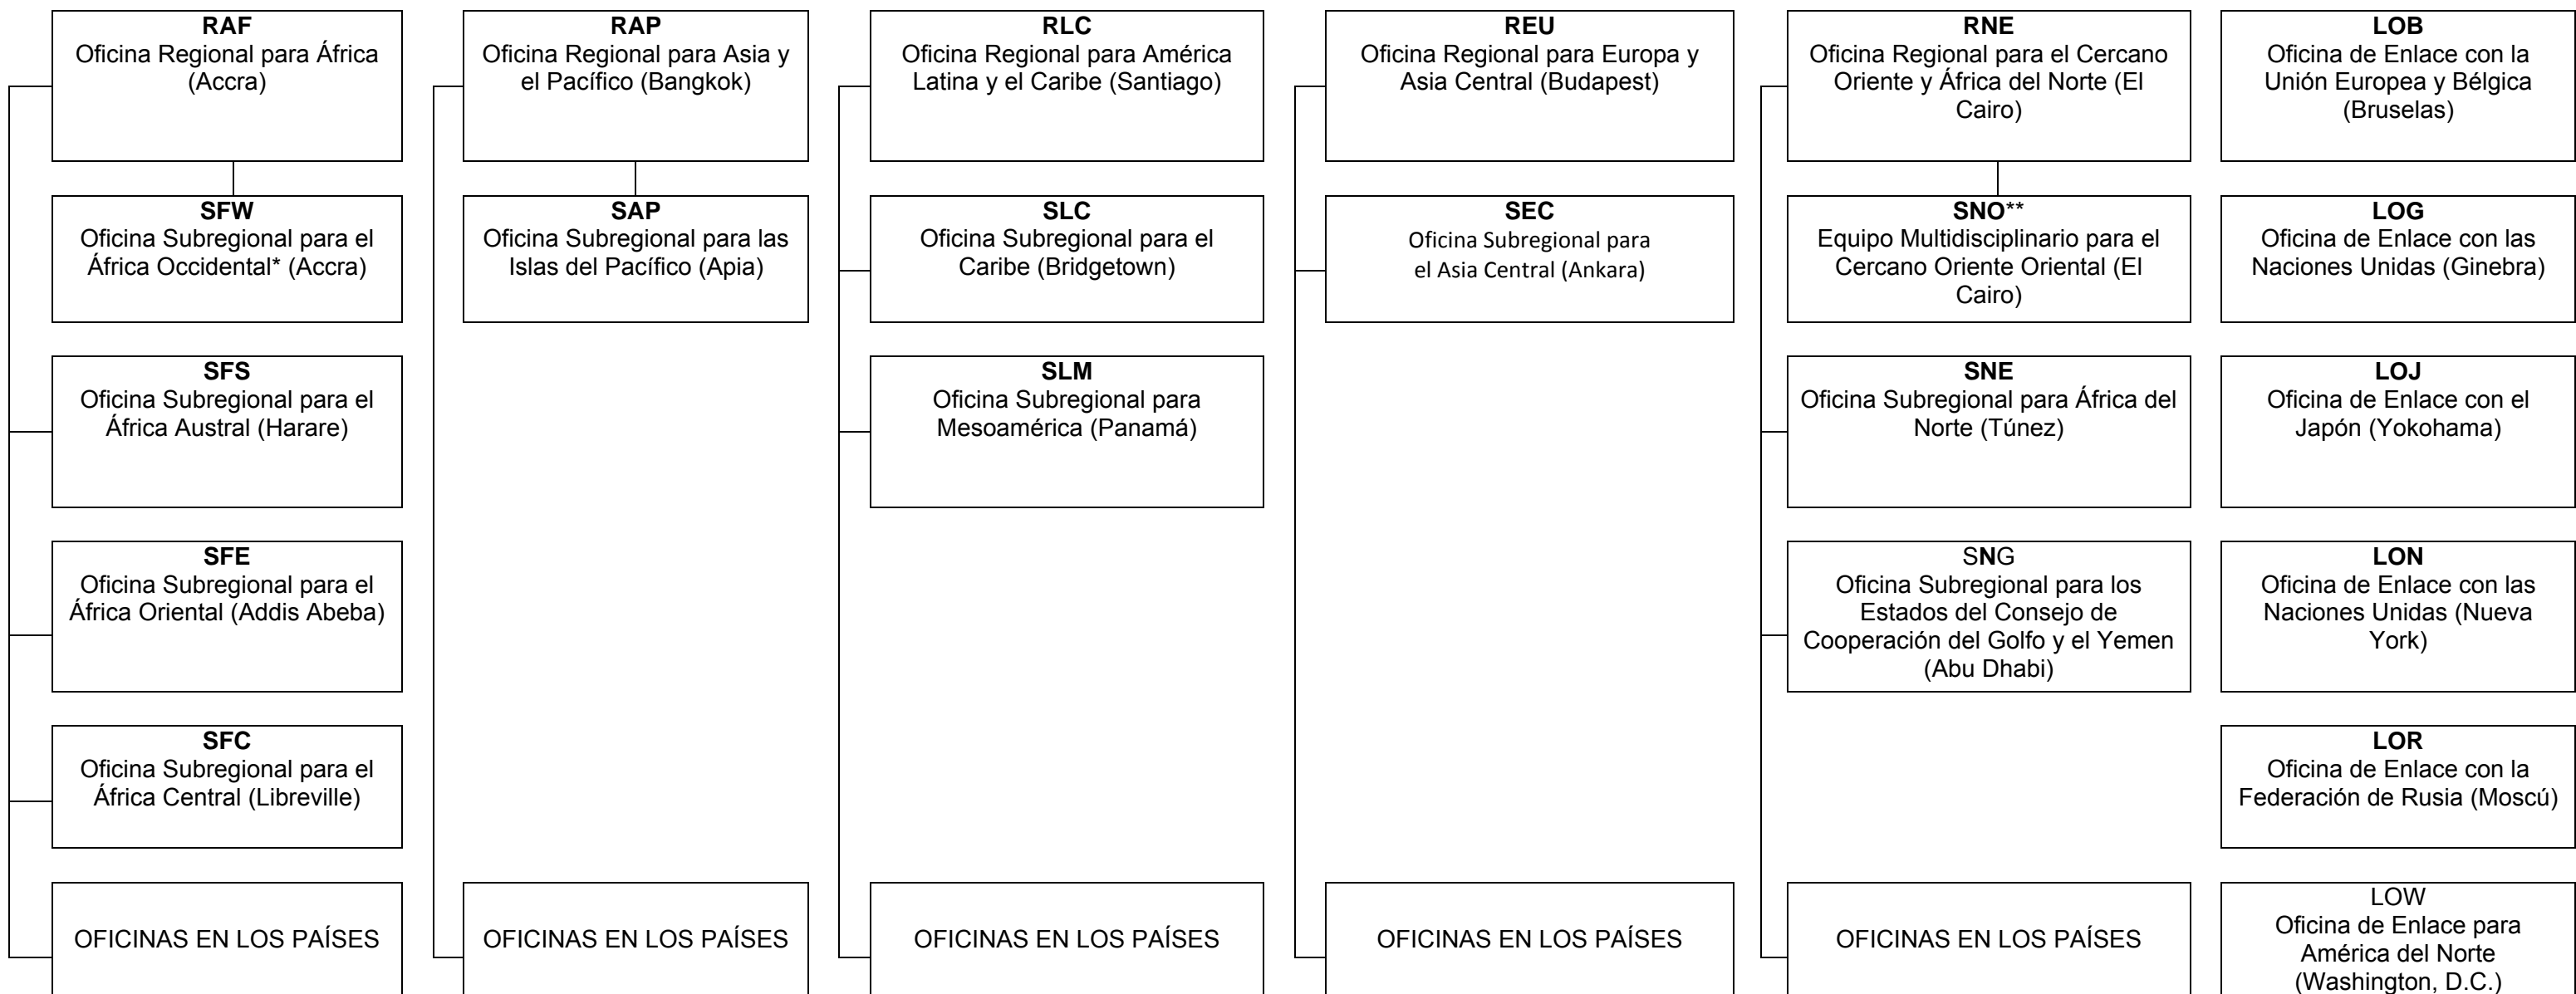 RAF
Oficina Regional para África
(Accra)
RAP
Oficina Regional para Asia y
el Pacífico (Bangkok)
RLC
Oficina Regional para América
Latina y el Caribe (Santiago)
REU
Oficina Regional para Europa y
Asia Central (Budapest)
RNE
Oficina Regional para el Cercano
Oriente y África del Norte (El
Cairo)
LOB
Oficina de Enlace con la
Unión Europea y Bélgica
(Bruselas)
SFW
Oficina Subregional para el
África Occidental* (Accra)
SAP
Oficina Subregional para las
Islas del Pacífico (Apia)
SLC
Oficina Subregional para el
Caribe (Bridgetown)
SEC
Oficina Subregional para
el Asia Central (Ankara)
SNO**
Equipo Multidisciplinario para el
Cercano Oriente Oriental (El
Cairo)
LOG
Oficina de Enlace con las
Naciones Unidas (Ginebra)
SFS
Oficina Subregional para el
África Austral (Harare)
SLM
Oficina Subregional para
Mesoamérica (Panamá)
SNE
Oficina Subregional para África del
Norte (Túnez)
LOJ
Oficina de Enlace con el
Japón (Yokohama)
SFE
Oficina Subregional para el
África Oriental (Addis Abeba)
SNG
Oficina Subregional para los
Estados del Consejo de
Cooperación del Golfo y el Yemen
(Abu Dhabi)
LON
Oficina de Enlace con las
Naciones Unidas (Nueva
York)
SFC
Oficina Subregional para el
África Central (Libreville)
LOR
Oficina de Enlace con la
Federación de Rusia (Moscú)
OFICINAS EN LOS PAÍSES
OFICINAS EN LOS PAÍSES
OFICINAS EN LOS PAÍSES
OFICINAS EN LOS PAÍSES
OFICINAS EN LOS PAÍSES
LOW
Oficina de Enlace para
América del Norte
(Washington, D.C.)